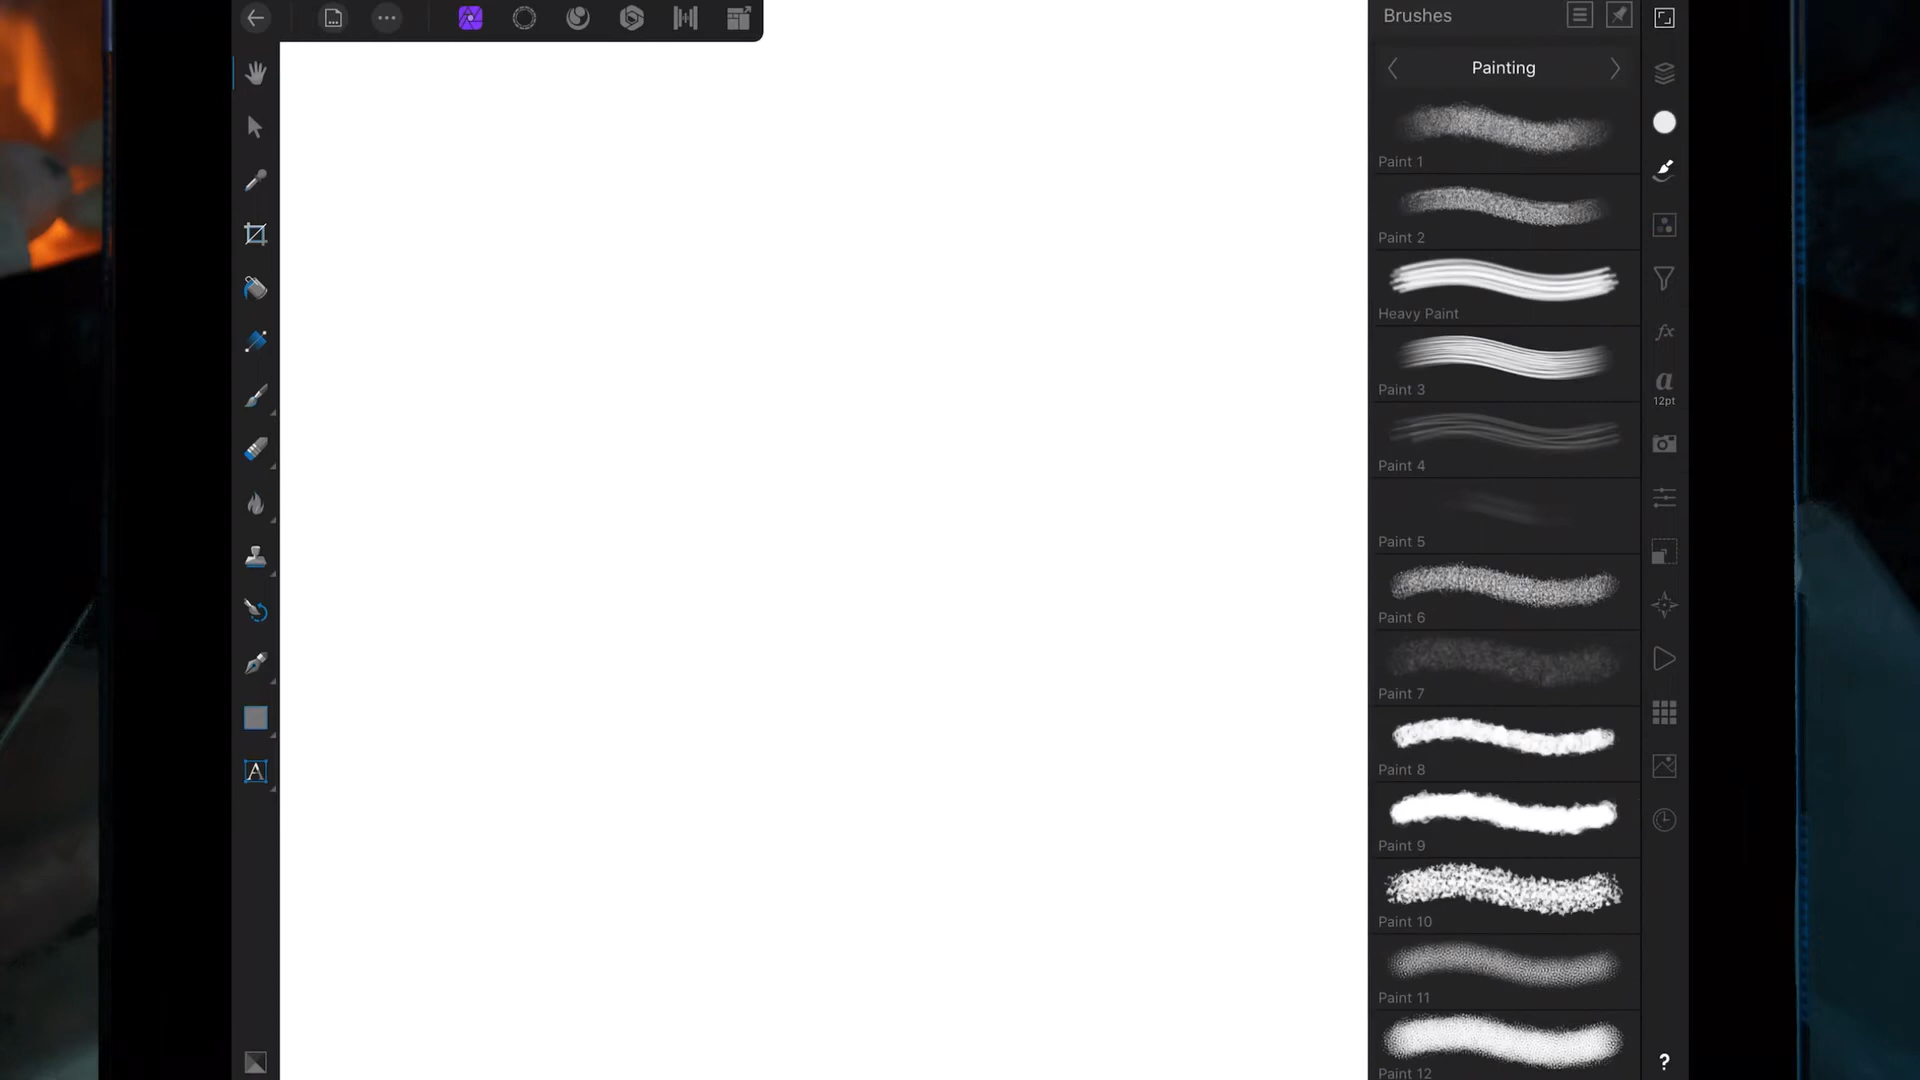 Brushes
Painting
Paint 1
Paint 2
Heavy Paint
Paint 3
a
12pt
fx
Paint 4
Paint 5
Paint 6
Paint 7
Paint 8
Paint 9
Paint 10
Paint 11
Paint 12
A
?